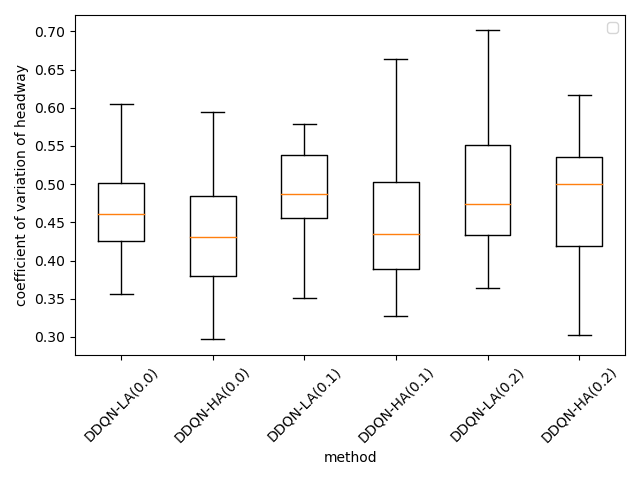 coefficient of variation of headway
0.70
0.65
0.60
0.55
0.50
0.45
0.40
0.35
0.30
DDQN-LA(0.0)
DDQN-HA(0.0)
DDQN-LA(0.1)
DDQN-HA(0.1)
DDQN-LA(0.2)
DDQN-HA(0.2)
method